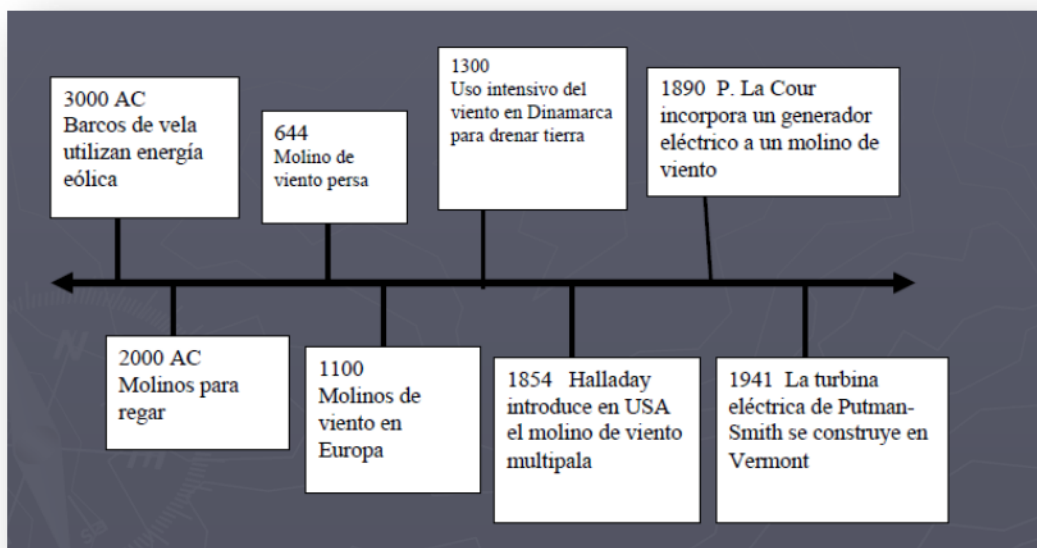 3000 AC
Barcos de vela
utilizan energía
eólica
644
Molino de
viento persa
1300
Uso intensivo del
viento en Dinamarca
para drenar tierra
1890 P. La Cour
incorpora un generador
eléctrico a un molino de
viento
2000 AC
Molinos para
regar
1100
Molinos de
viento en
Europa
1854 Halladay
introduce en USA
el molino de viento
multipala
1941 La turbina
eléctrica de Putman-
Smith se construye en
Vermont